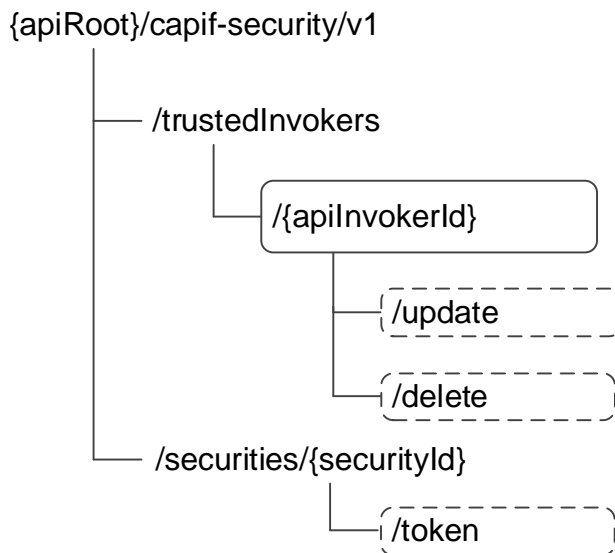 {apiRoot}/capif-security/v1
/trustedInvokers
/{apiInvokerId}
/update
/delete
/securities/{securityId}
/token